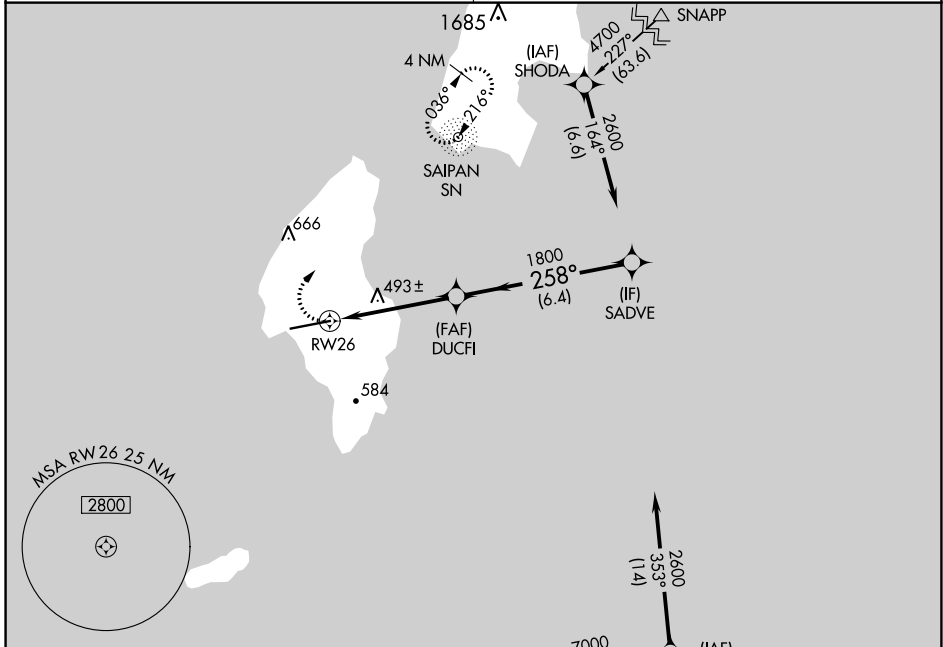 1685
(IAF)
SHODA
SNAPP
4700
227°
(63.6)
4 NM
036°
216°
2600
164°
(6.6)
SAIPAN
SN
666
493±
1800
258°
(6.4)
(IF)
SADVE
(FAF)
DUCFI
RW26
584
MSA RW26 25 NM
2800
2600
353°
(14)
7000
(IAF)